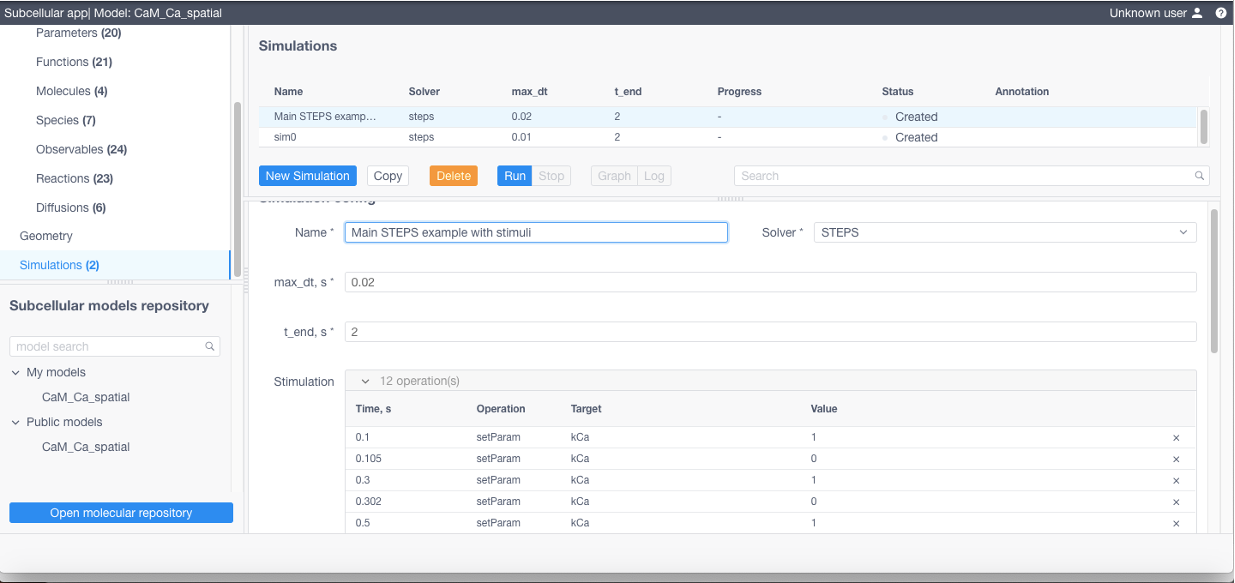 Subcellular app| Model: CaM_Ca_spatial
Unknown user
?
Parameters (20)
Functions (21)
Molecules (4)
Species (7)
Observables (24)
Reactions (23)
Diffusions (6)
Geometry
Simulations (2)
Subcellular models repository
model search
My models
CaM_Ca_spatial
Public models
CaM_Ca_spatial
Open molecular repository
Simulations
Name Solver max_dt t_end Progress Status Annotation
Main STEPS examp... steps 0.02 2 - Created
sim0 steps 0.01 2 - Created
New Simulation Copy Delete Run Stop Graph Log Search
Simulation config
Name * Main STEPS example with stimuli Solver * STEPS
max_dt, s * 0.02
t_end, s * 2
Stimulation 12 operation(s)
Time, s Operation Target Value
0.1 setParam kCa 1 ×
0.105 setParam kCa 0 ×
0.3 setParam kCa 1 ×
0.302 setParam kCa 0 ×
0.5 setParam kCa 1 ×